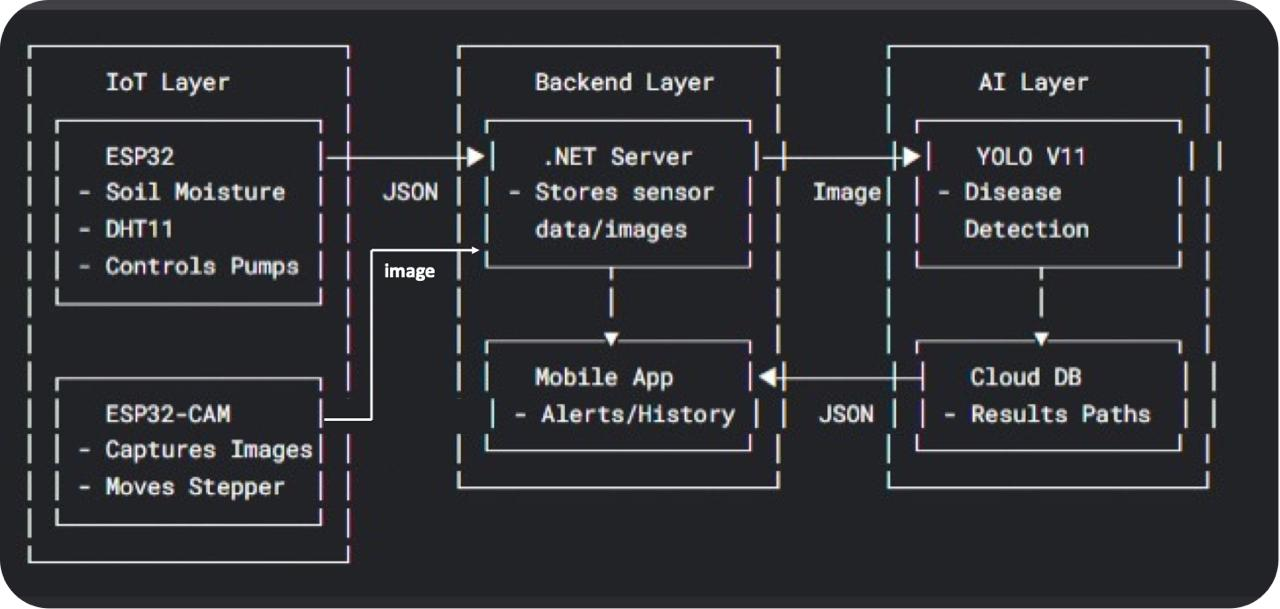 IoT Layer
ESP32
- Soil Moisture
- DHT11
- Controls Pumps
ESP32-CAM
- Captures Images
- Moves Stepper
JSON
image
Backend Layer
.NET Server
- Stores sensor
data/images
Mobile App
- Alerts/History
Image
JSON
AI Layer
YOLO V11
- Disease
Detection
Cloud DB
- Results Paths